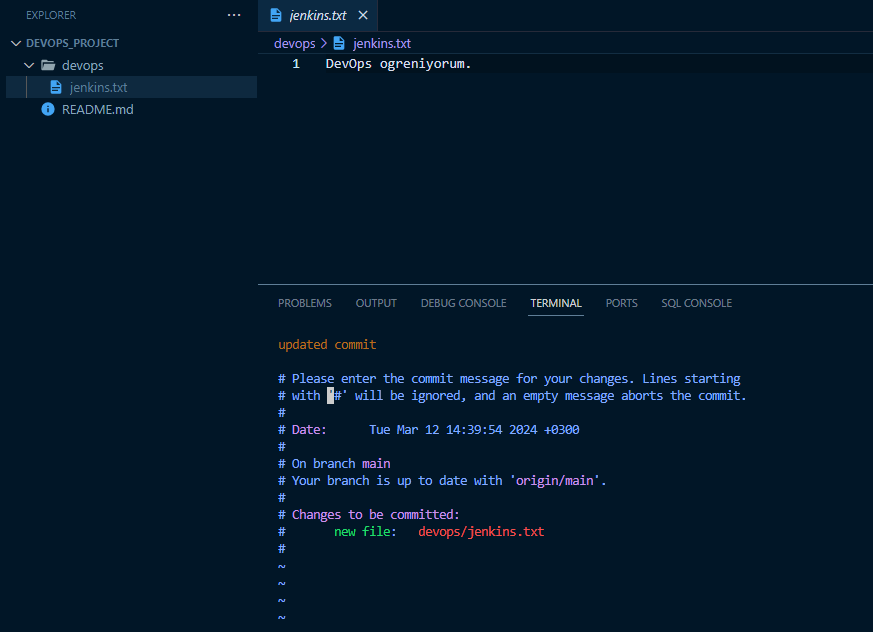 EXPLORER ···
DEVOPS_PROJECT
devops
jenkins.txt
README.md
jenkins.txt
devops > jenkins.txt
1 DevOps ogreniyorum.
PROBLEMS OUTPUT DEBUG CONSOLE TERMINAL PORTS SQL CONSOLE
updated commit
# Please enter the commit message for your changes. Lines starting
# with '#' will be ignored, and an empty message aborts the commit.
#
# Date:      Tue Mar 12 14:39:54 2024 +0300
#
# On branch main
# Your branch is up to date with 'origin/main'.
#
# Changes to be committed:
#       new file:   devops/jenkins.txt
#
~
~
~
~